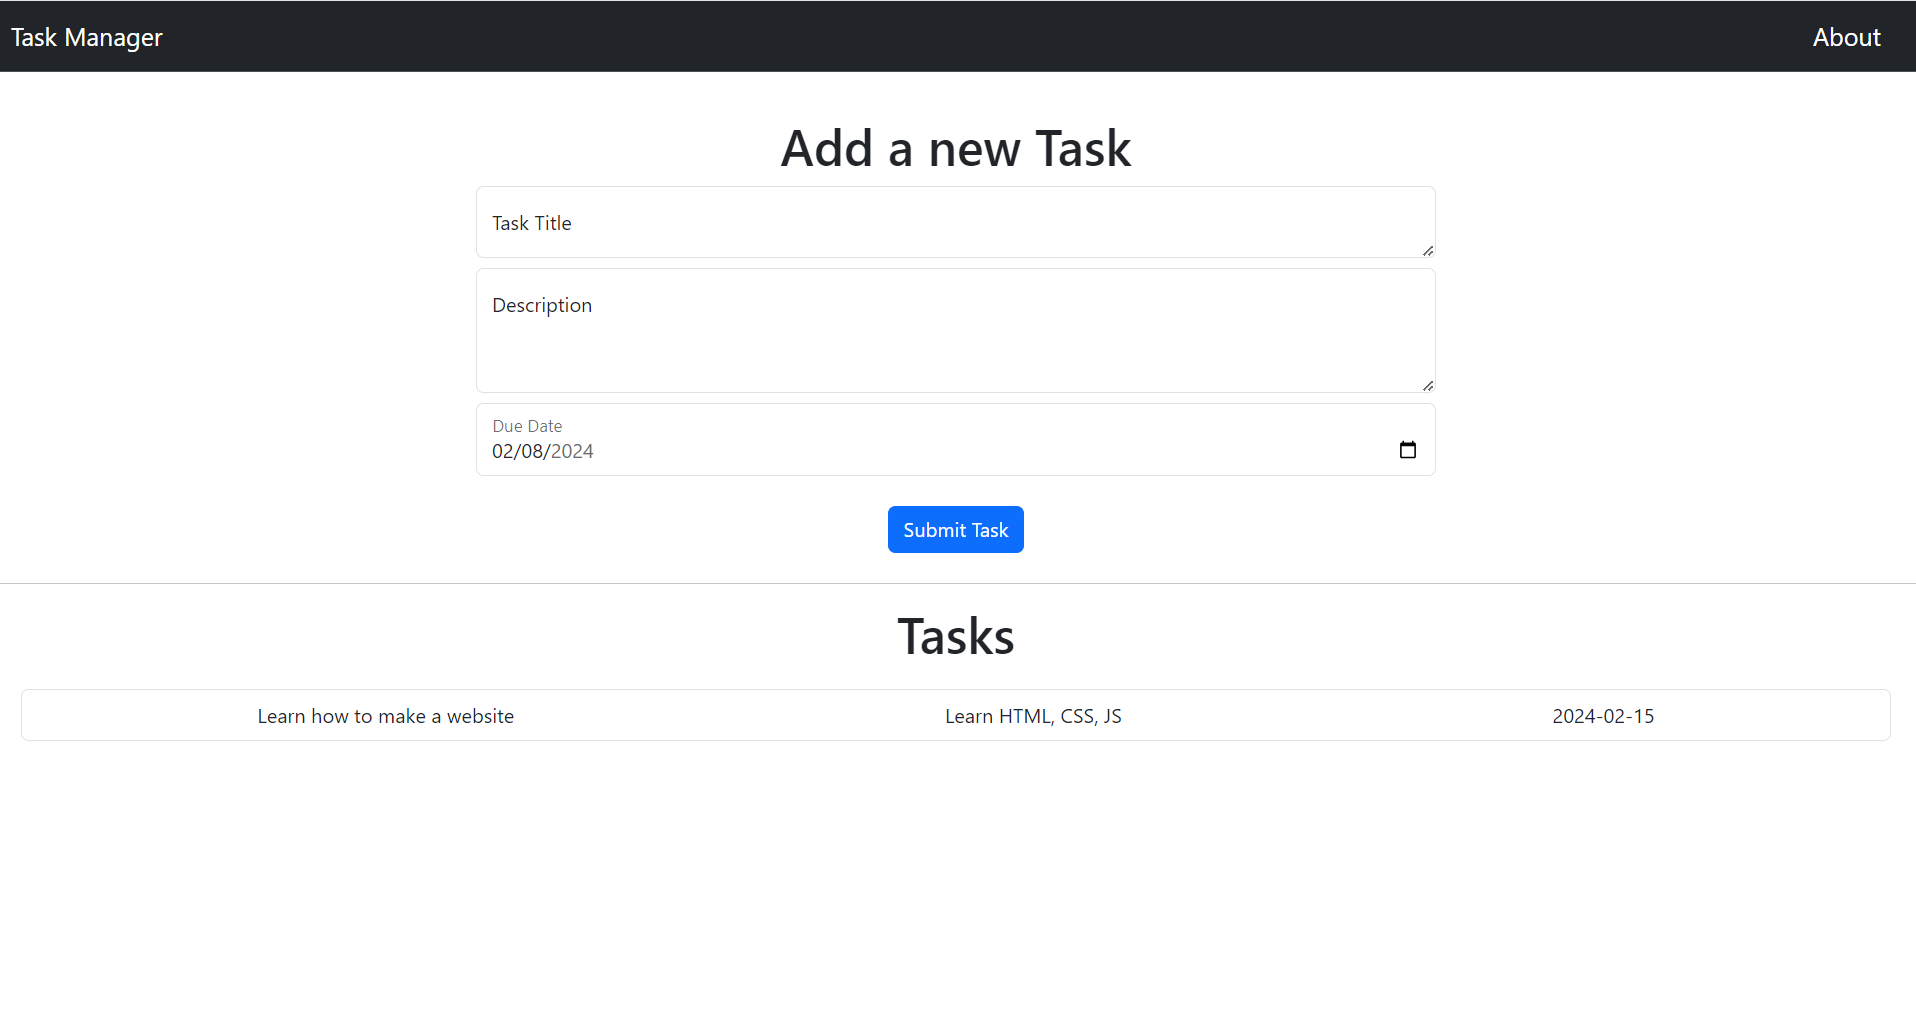 Task Manager About
Add a new Task
Task Title
Description
Due Date
02/08/2024
Submit Task
Tasks
Learn how to make a website Learn HTML, CSS, JS 2024-02-15